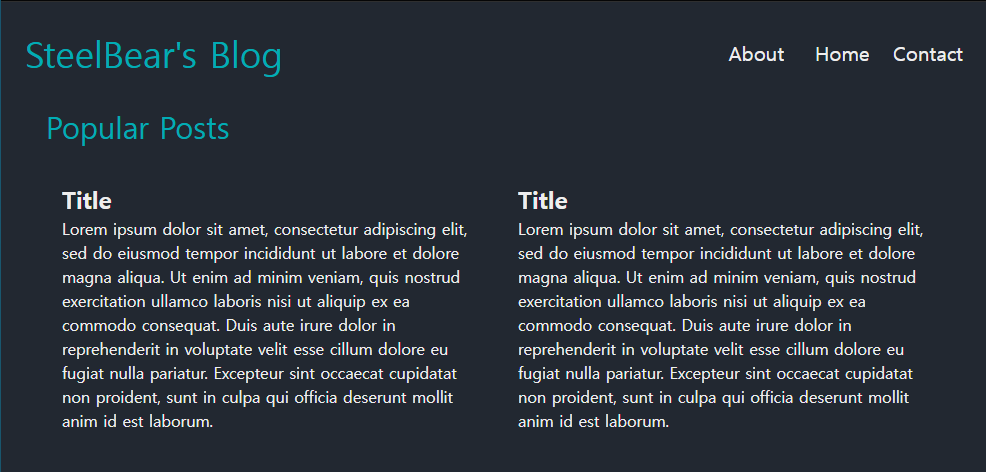 SteelBear's Blog
About Home Contact
Popular Posts
Title
Lorem ipsum dolor sit amet, consectetur adipiscing elit,
sed do eiusmod tempor incididunt ut labore et dolore
magna aliqua. Ut enim ad minim veniam, quis nostrud
exercitation ullamco laboris nisi ut aliquip ex ea
commodo consequat. Duis aute irure dolor in
reprehenderit in voluptate velit esse cillum dolore eu
fugiat nulla pariatur. Excepteur sint occaecat cupidatat
non proident, sunt in culpa qui officia deserunt mollit
anim id est laborum.
Title
Lorem ipsum dolor sit amet, consectetur adipiscing elit,
sed do eiusmod tempor incididunt ut labore et dolore
magna aliqua. Ut enim ad minim veniam, quis nostrud
exercitation ullamco laboris nisi ut aliquip ex ea
commodo consequat. Duis aute irure dolor in
reprehenderit in voluptate velit esse cillum dolore eu
fugiat nulla pariatur. Excepteur sint occaecat cupidatat
non proident, sunt in culpa qui officia deserunt mollit
anim id est laborum.